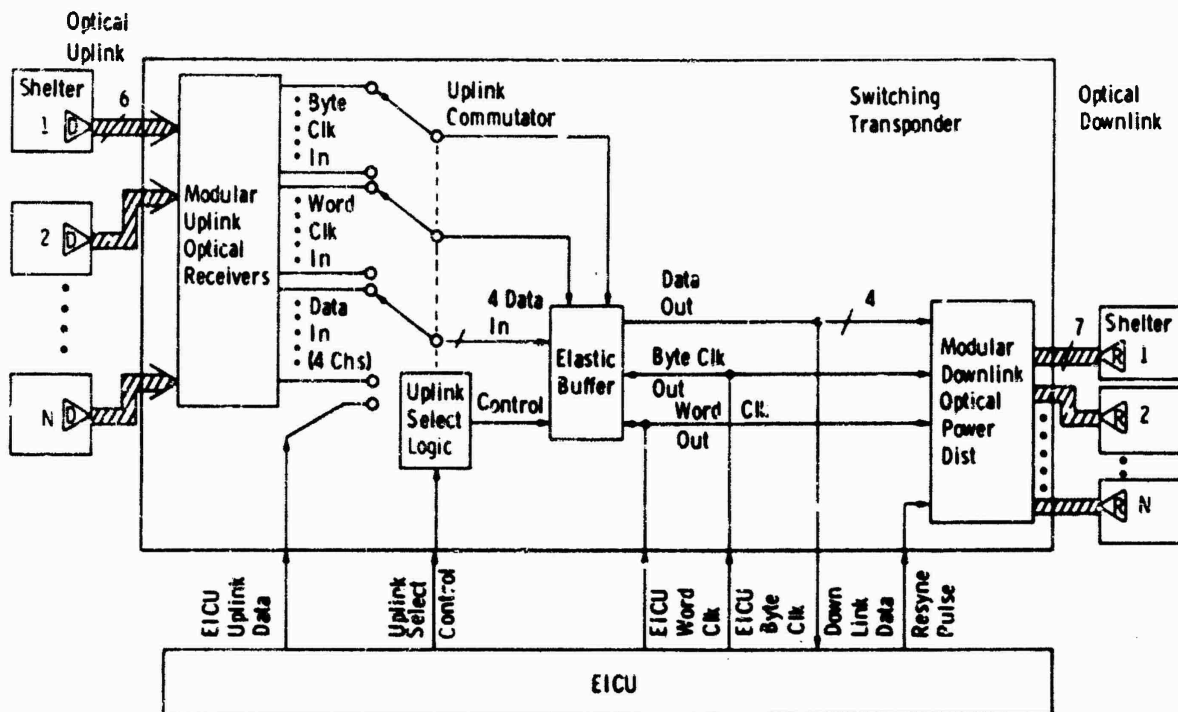 Optical
Uplink
Shelter
1
D
6
2
D
N
D
Modular
Uplink
Optical
Receivers
Byte
Clk
In
Word
Clk
In
Data
In
(4 Chs)
Uplink
Commutator
Switching
Transponder
Optical
Downlink
4 Data
In
Elastic
Buffer
Uplink
Select
Logic
Control
Data
Out
4
Byte Clk
Out
Word Clk
Out
Modular
Downlink
Optical
Power
Dist
7
Shelter
R
1
R
2
R
N
EICU
Uplink
Data
Uplink
Select
Control
EICU
Word
Clk
EICU
Byte
Clk
Down
Link
Data
Resync
Pulse
EICU